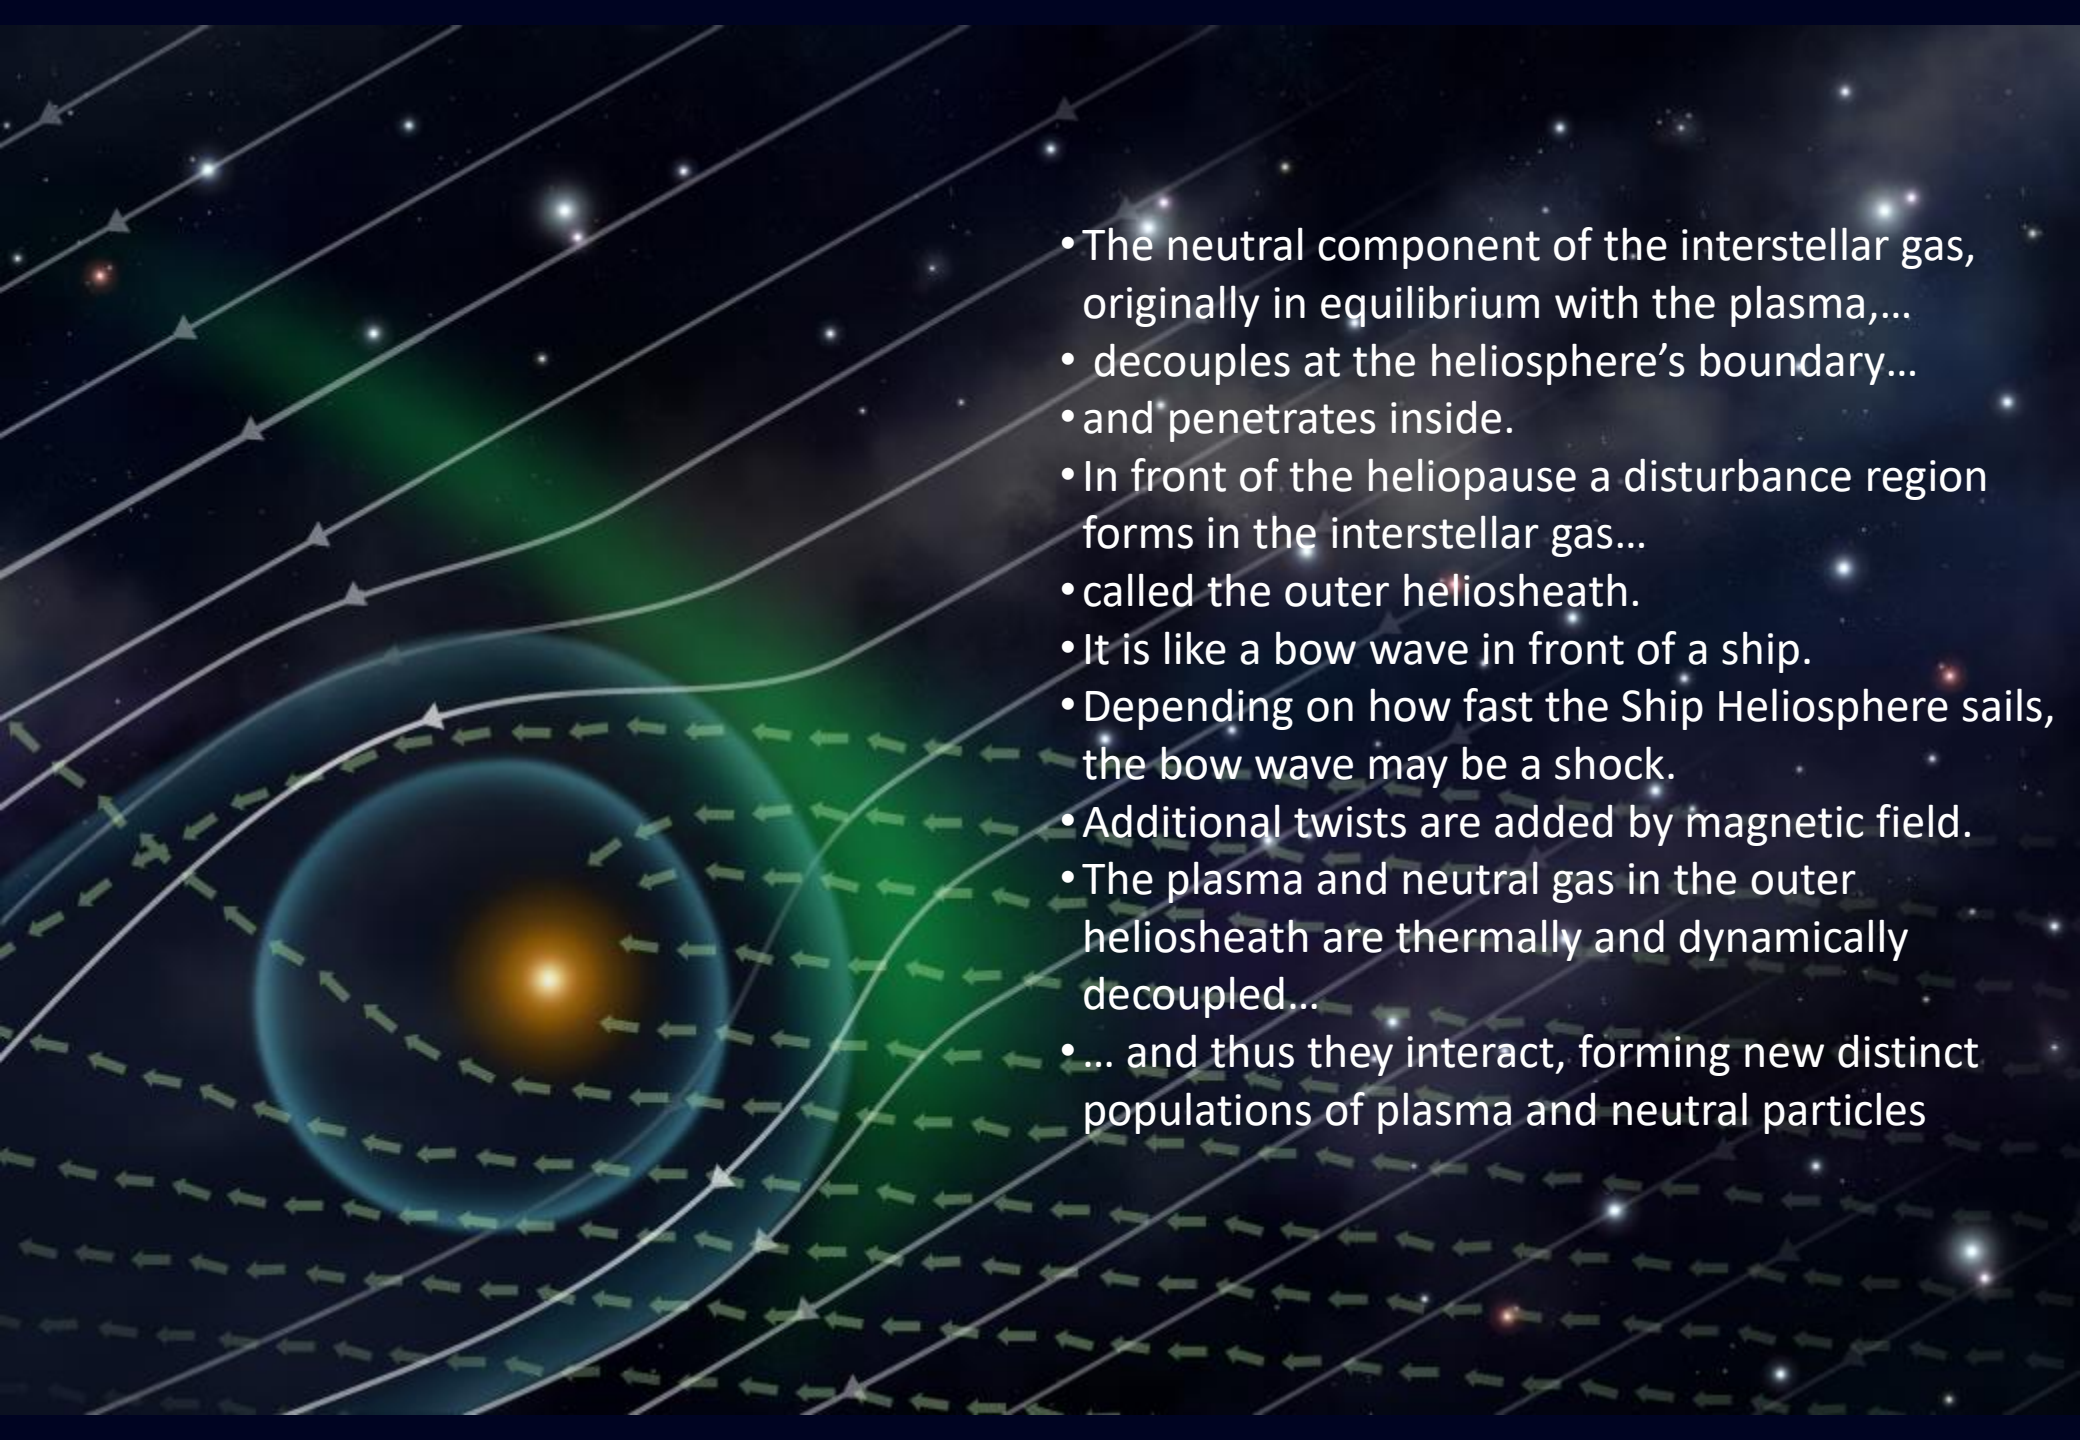 •The neutral component of the interstellar gas,
originally in equilibrium with the plasma,…
• decouples at the heliosphere’s boundary…
•and penetrates inside.
•In front of the heliopause a disturbance region
forms in the interstellar gas…
•called the outer heliosheath.
•It is like a bow wave in front of a ship.
•Depending on how fast the Ship Heliosphere sails,
the bow wave may be a shock.
•Additional twists are added by magnetic field.
•The plasma and neutral gas in the outer
heliosheath are thermally and dynamically
decoupled…
•… and thus they interact, forming new distinct
populations of plasma and neutral particles